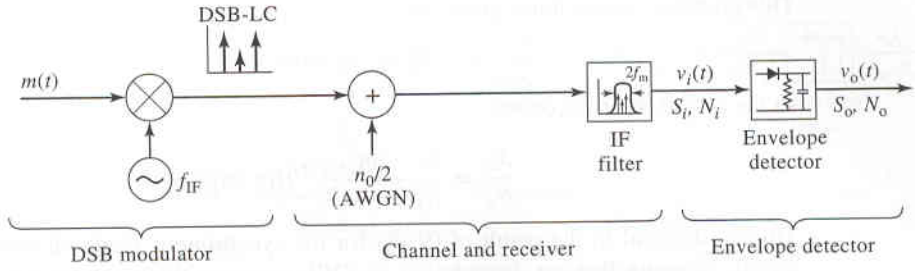 DSB-LC
m(t)
f_IF
n_0/2
(AWGN)
2f_m
IF
filter
v_i(t)
S_i, N_i
Envelope
detector
v_o(t)
S_o, N_o
DSB modulator
Channel and receiver
Envelope detector